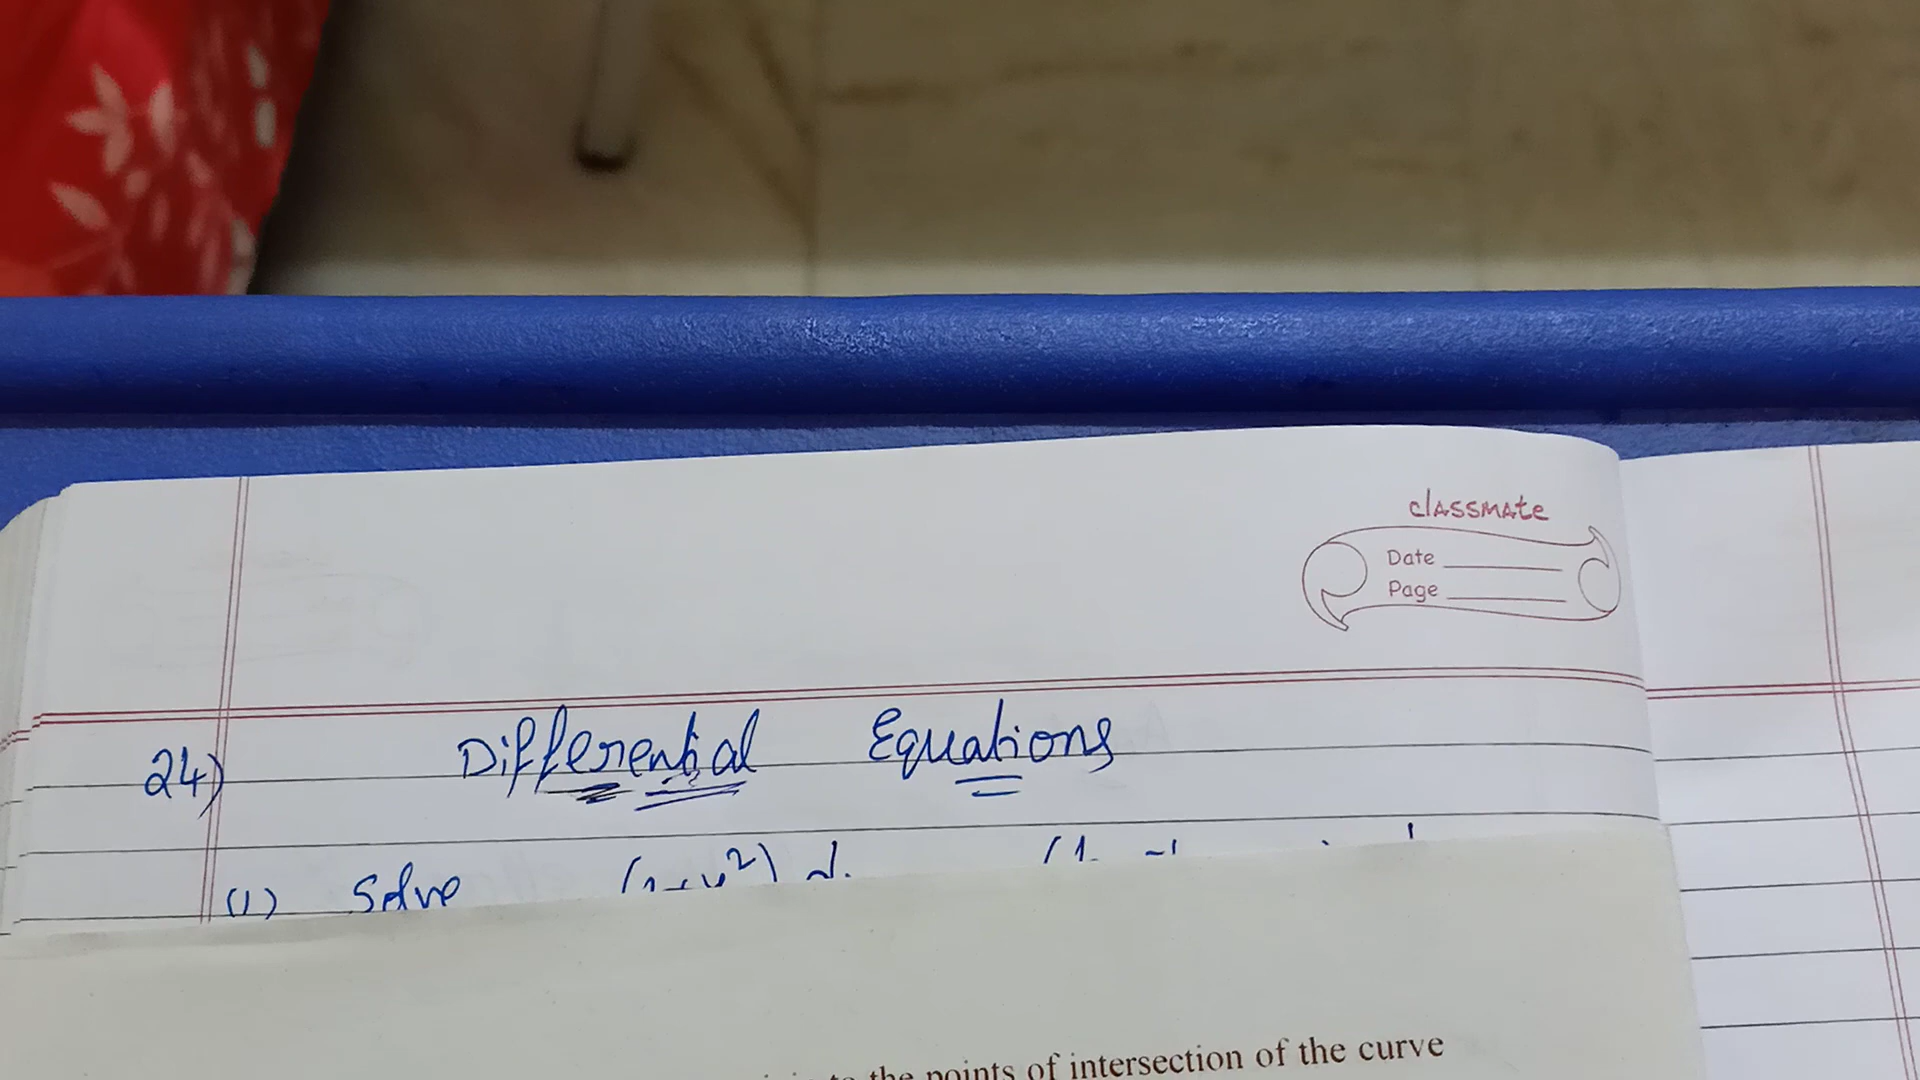 classmate
Date
Page
24) Differential Equations
(1) Solve
the points of intersection of the curve